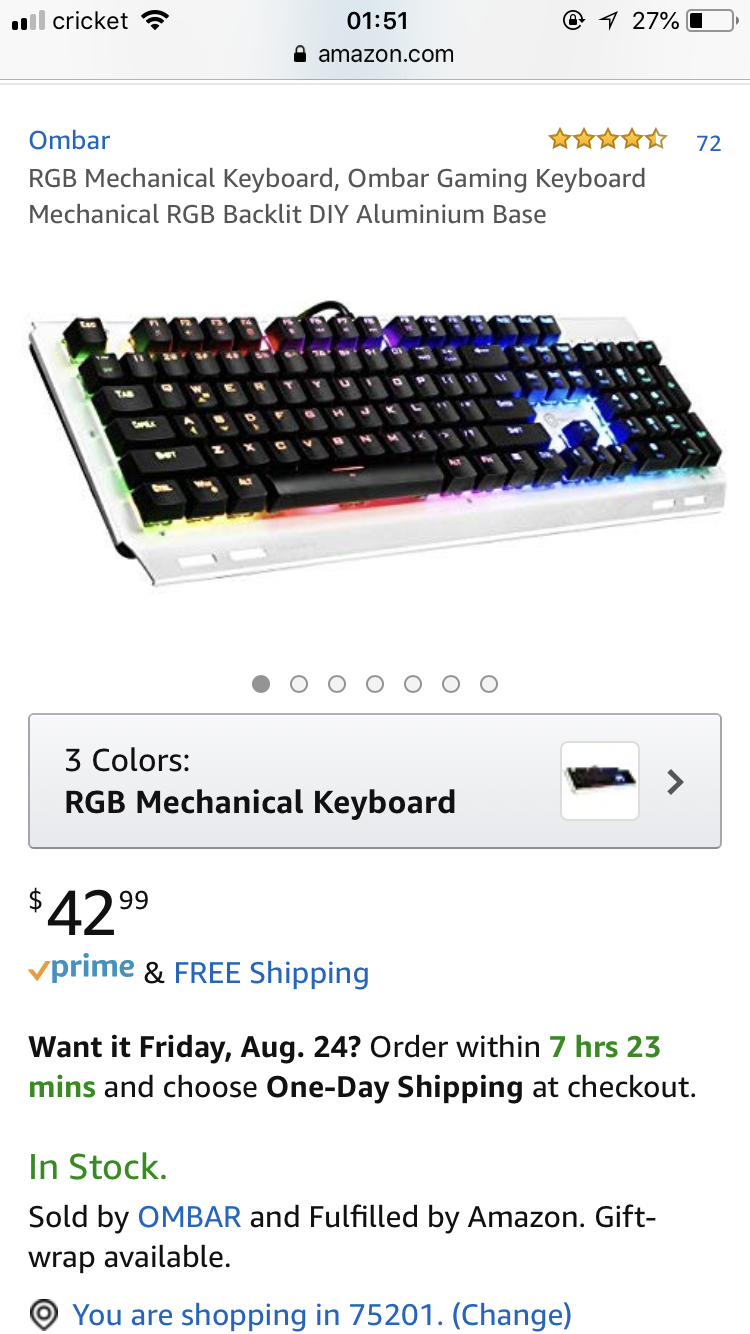 cricket 01:51 27%
amazon.com
Ombar 72
RGB Mechanical Keyboard, Ombar Gaming Keyboard
Mechanical RGB Backlit DIY Aluminium Base
3 Colors:
RGB Mechanical Keyboard
$42 99
prime & FREE Shipping
Want it Friday, Aug. 24? Order within 7 hrs 23
mins and choose One-Day Shipping at checkout.
In Stock.
Sold by OMBAR and Fulfilled by Amazon. Gift-
wrap available.
You are shopping in 75201. (Change)